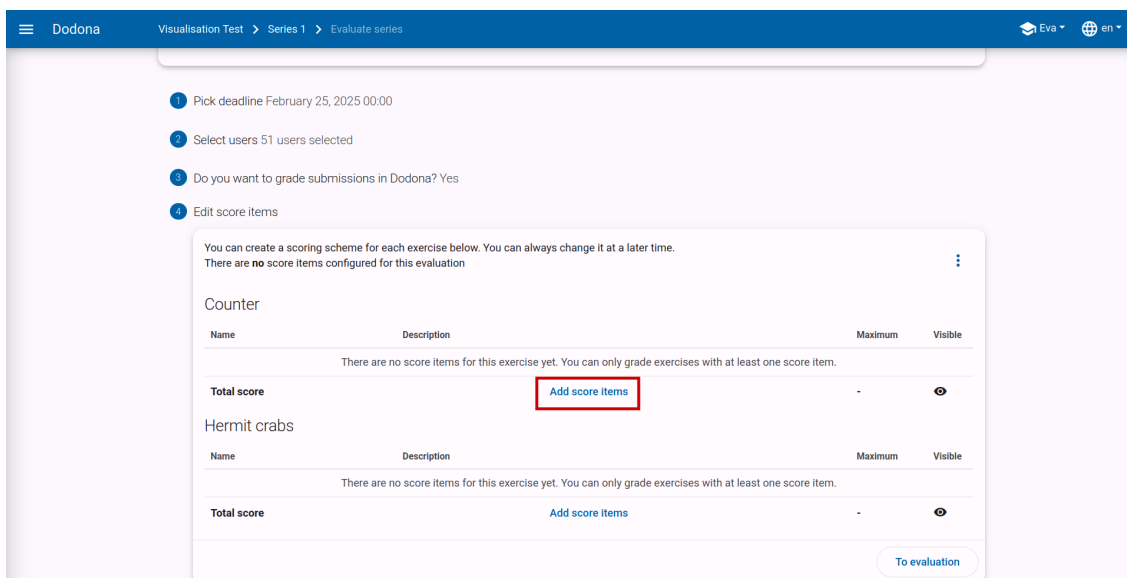 Dodona
Visualisation Test > Series 1 > Evaluate series
Eva
en
1 Pick deadline February 25, 2025 00:00
2 Select users 51 users selected
3 Do you want to grade submissions in Dodona? Yes
4 Edit score items
You can create a scoring scheme for each exercise below. You can always change it at a later time.
There are no score items configured for this evaluation
Counter
Name Description Maximum Visible
There are no score items for this exercise yet. You can only grade exercises with at least one score item.
Total score Add score items -
Hermit crabs
Name Description Maximum Visible
There are no score items for this exercise yet. You can only grade exercises with at least one score item.
Total score Add score items -
To evaluation